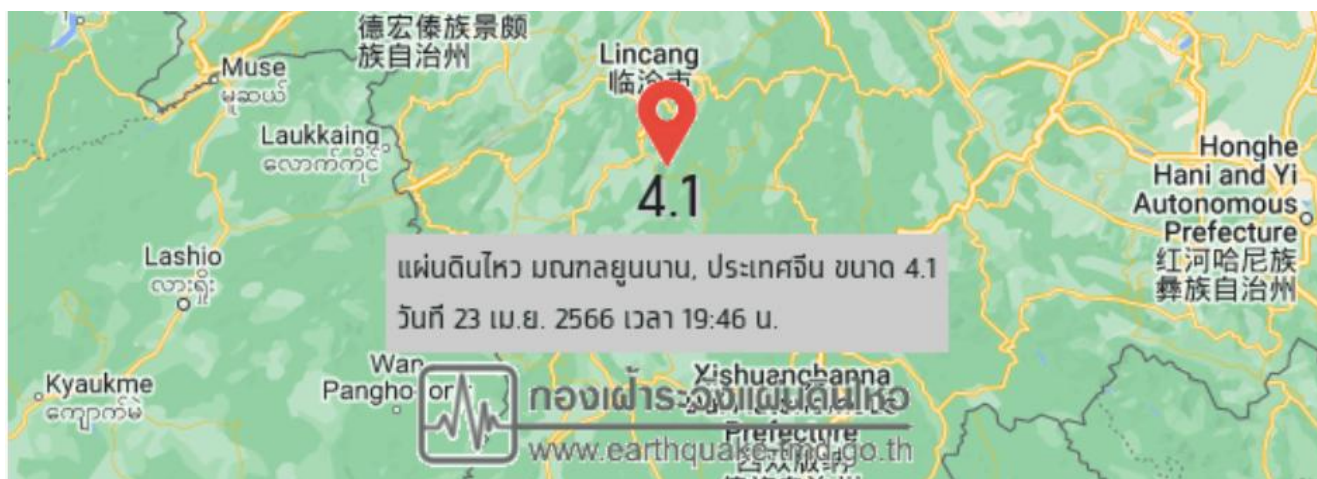 德宏傣族景颇
族自治州
Lincang
临沧市
Muse
မူဆယ်
Laukkaing
လောက်ကိုင်
Honghe
Hani and Yi
Autonomous
Prefecture
红河哈尼族
彝族自治州
4.1
Lashio
လားရှိုး
แผ่นดินไหว มณฑลยูนนาน, ประเทศจีน ขนาด 4.1
วันที่ 23 เม.ย. 2566 เวลา 19:46 น.
Kyaukme
ကျောက်မဲ
Wan
Pangho
Xishuangbanna
กองเฝ้าระวังแผ่นดินไหว
Prefecture
www.earthquake.tmd.go.th
西双版纳